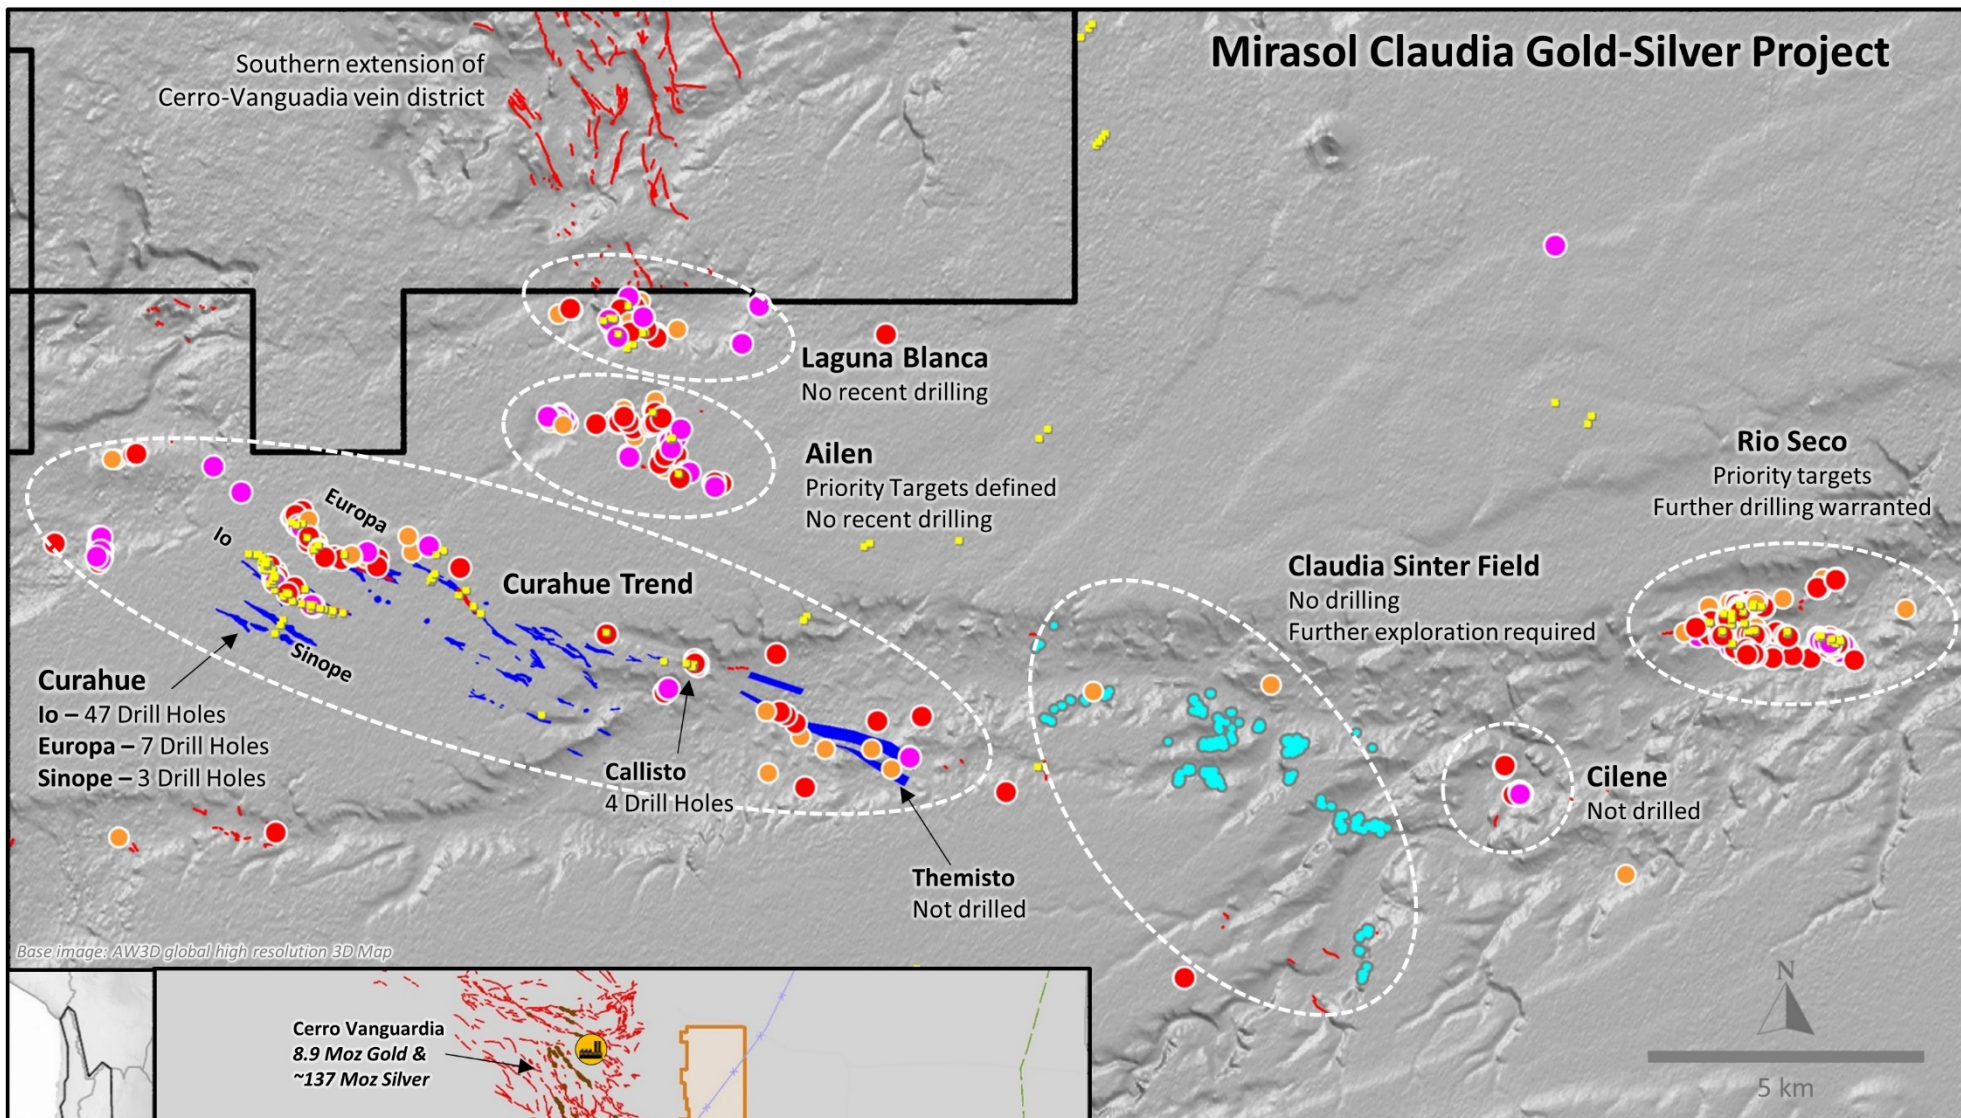 Mirasol Claudia Gold-Silver Project
Southern extension of
Cerro-Vanguadia vein district
Laguna Blanca
No recent drilling
Ailen
Priority Targets defined
No recent drilling
Rio Seco
Priority targets
Further drilling warranted
Europa
Io
Curahue Trend
Claudia Sinter Field
No drilling
Further exploration required
Sinope
Curahue
Io – 47 Drill Holes
Europa – 7 Drill Holes
Sinope – 3 Drill Holes
Callisto
4 Drill Holes
Cilene
Not drilled
Themisto
Not drilled
Base image: AW3D global high resolution 3D Map
N
5 km
Cerro Vanguardia
8.9 Moz Gold &
~137 Moz Silver